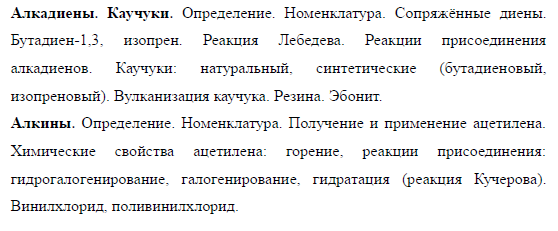 Алкадиены. Каучуки. Определение. Номенклатура. Сопряжённые диены.
Бутадиен-1,3, изопрен. Реакция Лебедева. Реакции присоединения
алкадиенов. Каучуки: натуральный, синтетические (бутадиеновый,
изопреновый). Вулканизация каучука. Резина. Эбонит.
Алкины. Определение. Номенклатура. Получение и применение ацетилена.
Химические свойства ацетилена: горение, реакции присоединения:
гидрогалогенирование, галогенирование, гидратация (реакция Кучерова).
Винилхлорид, поливинилхлорид.